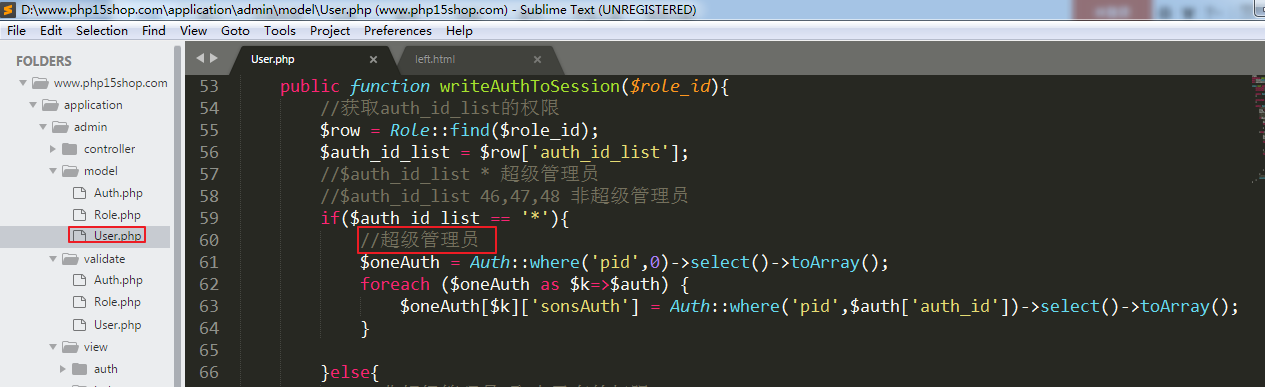 D:\www.php15shop.com\application\admin\model\User.php (www.php15shop.com) - Sublime Text (UNREGISTERED)
File Edit Selection Find View Goto Tools Project Preferences Help
FOLDERS
www.php15shop.com
application
admin
controller
model
Auth.php
Role.php
User.php
validate
Auth.php
Role.php
User.php
view
auth
User.php
left.html
53 public function writeAuthToSession($role_id){
54 //获取auth_id_list的权限
55 $row = Role::find($role_id);
56 $auth_id_list = $row['auth_id_list'];
57 //$auth_id_list * 超级管理员
58 //$auth_id_list 46,47,48 非超级管理员
59 if($auth_id_list == '*'){
60 //超级管理员
61 $oneAuth = Auth::where('pid',0)->select()->toArray();
62 foreach ($oneAuth as $k=>$auth) {
63 $oneAuth[$k]['sonsAuth'] = Auth::where('pid',$auth['auth_id'])->select()->toArray();
64 }
65
66 }else{